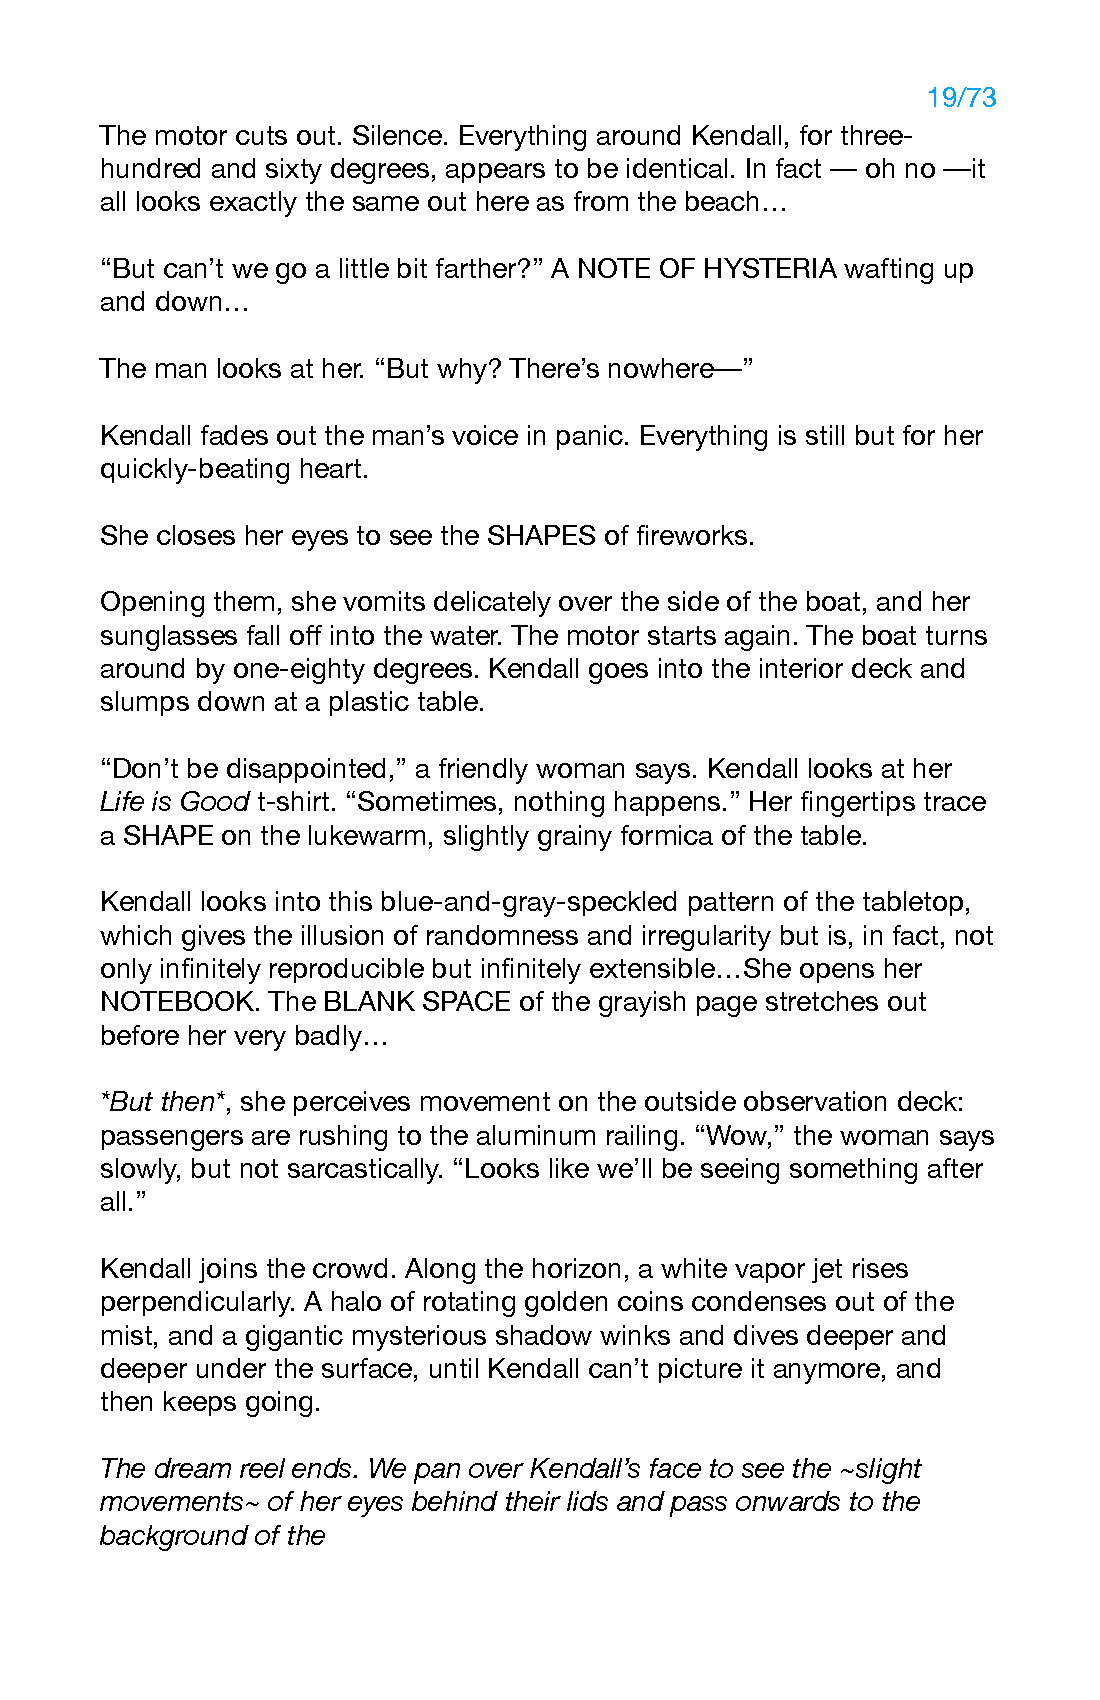 19/73
The motor cuts out. Silence. Everything around Kendall, for three-
hundred and sixty degrees, appears to be identical. In fact — oh no —it
all looks exactly the same out here as from the beach…
“But can’t we go a little bit farther?” A NOTE OF HYSTERIA wafting up
and down…
The man looks at her. “But why? There’s nowhere—”
Kendall fades out the man’s voice in panic. Everything is still but for her
quickly-beating heart.
She closes her eyes to see the SHAPES of fireworks.
Opening them, she vomits delicately over the side of the boat, and her
sunglasses fall off into the water. The motor starts again. The boat turns
around by one-eighty degrees. Kendall goes into the interior deck and
slumps down at a plastic table.
“Don’t be disappointed,” a friendly woman says. Kendall looks at her
Life is Good t-shirt. “Sometimes, nothing happens.” Her fingertips trace
a SHAPE on the lukewarm, slightly grainy formica of the table.
Kendall looks into this blue-and-gray-speckled pattern of the tabletop,
which gives the illusion of randomness and irregularity but is, in fact, not
only infinitely reproducible but infinitely extensible…She opens her
NOTEBOOK. The BLANK SPACE of the grayish page stretches out
before her very badly…
*But then*, she perceives movement on the outside observation deck:
passengers are rushing to the aluminum railing. “Wow,” the woman says
slowly, but not sarcastically. “Looks like we’ll be seeing something after
all.”
Kendall joins the crowd. Along the horizon, a white vapor jet rises
perpendicularly. A halo of rotating golden coins condenses out of the
mist, and a gigantic mysterious shadow winks and dives deeper and
deeper under the surface, until Kendall can’t picture it anymore, and
then keeps going.
The dream reel ends. We pan over Kendall’s face to see the ~slight
movements~ of her eyes behind their lids and pass onwards to the
background of the